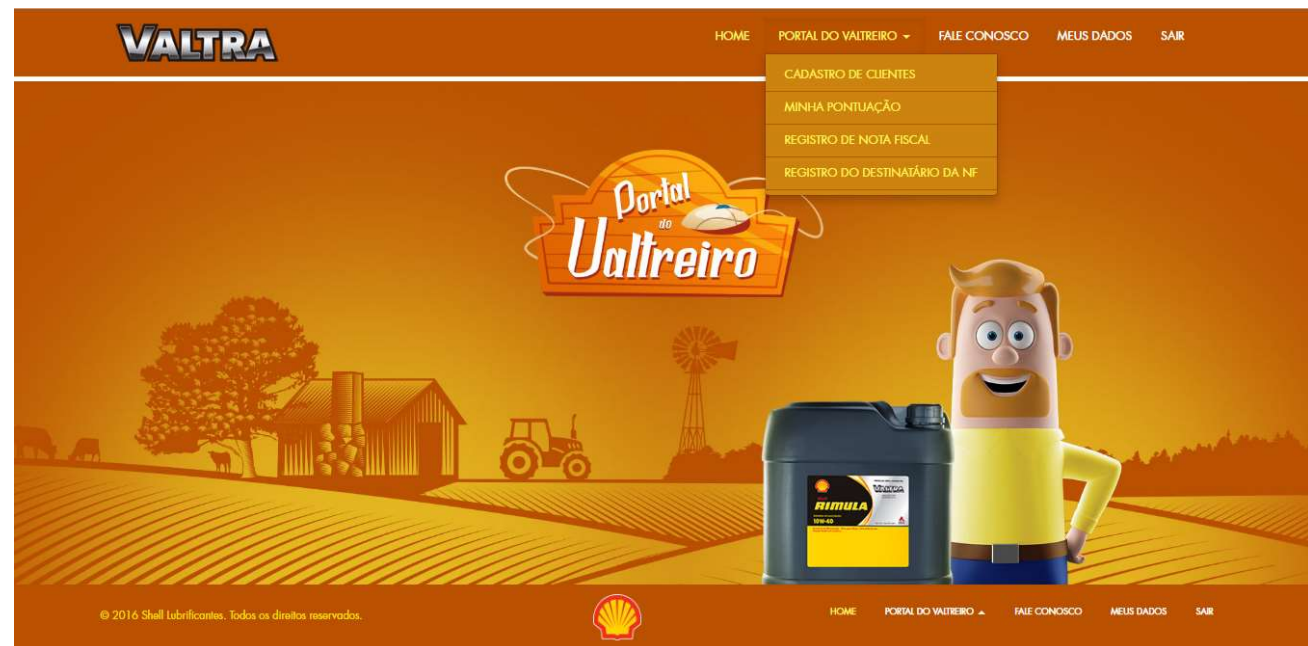 VALTRA
HOME PORTAL DO VALTREIRO FALE CONOSCO MEUS DADOS SAIR
CADASTRO DE CLIENTES
MINHA PONTUAÇÃO
REGISTRO DE NOTA FISCAL
REGISTRO DO DESTINATÁRIO DA NF
Portal
do
Valtreiro
VALTRA
RIMULA
10W-40
© 2016 Shell Lubrificantes. Todos os direitos reservados.
HOME PORTAL DO VALTREIRO FALE CONOSCO MEUS DADOS SAIR